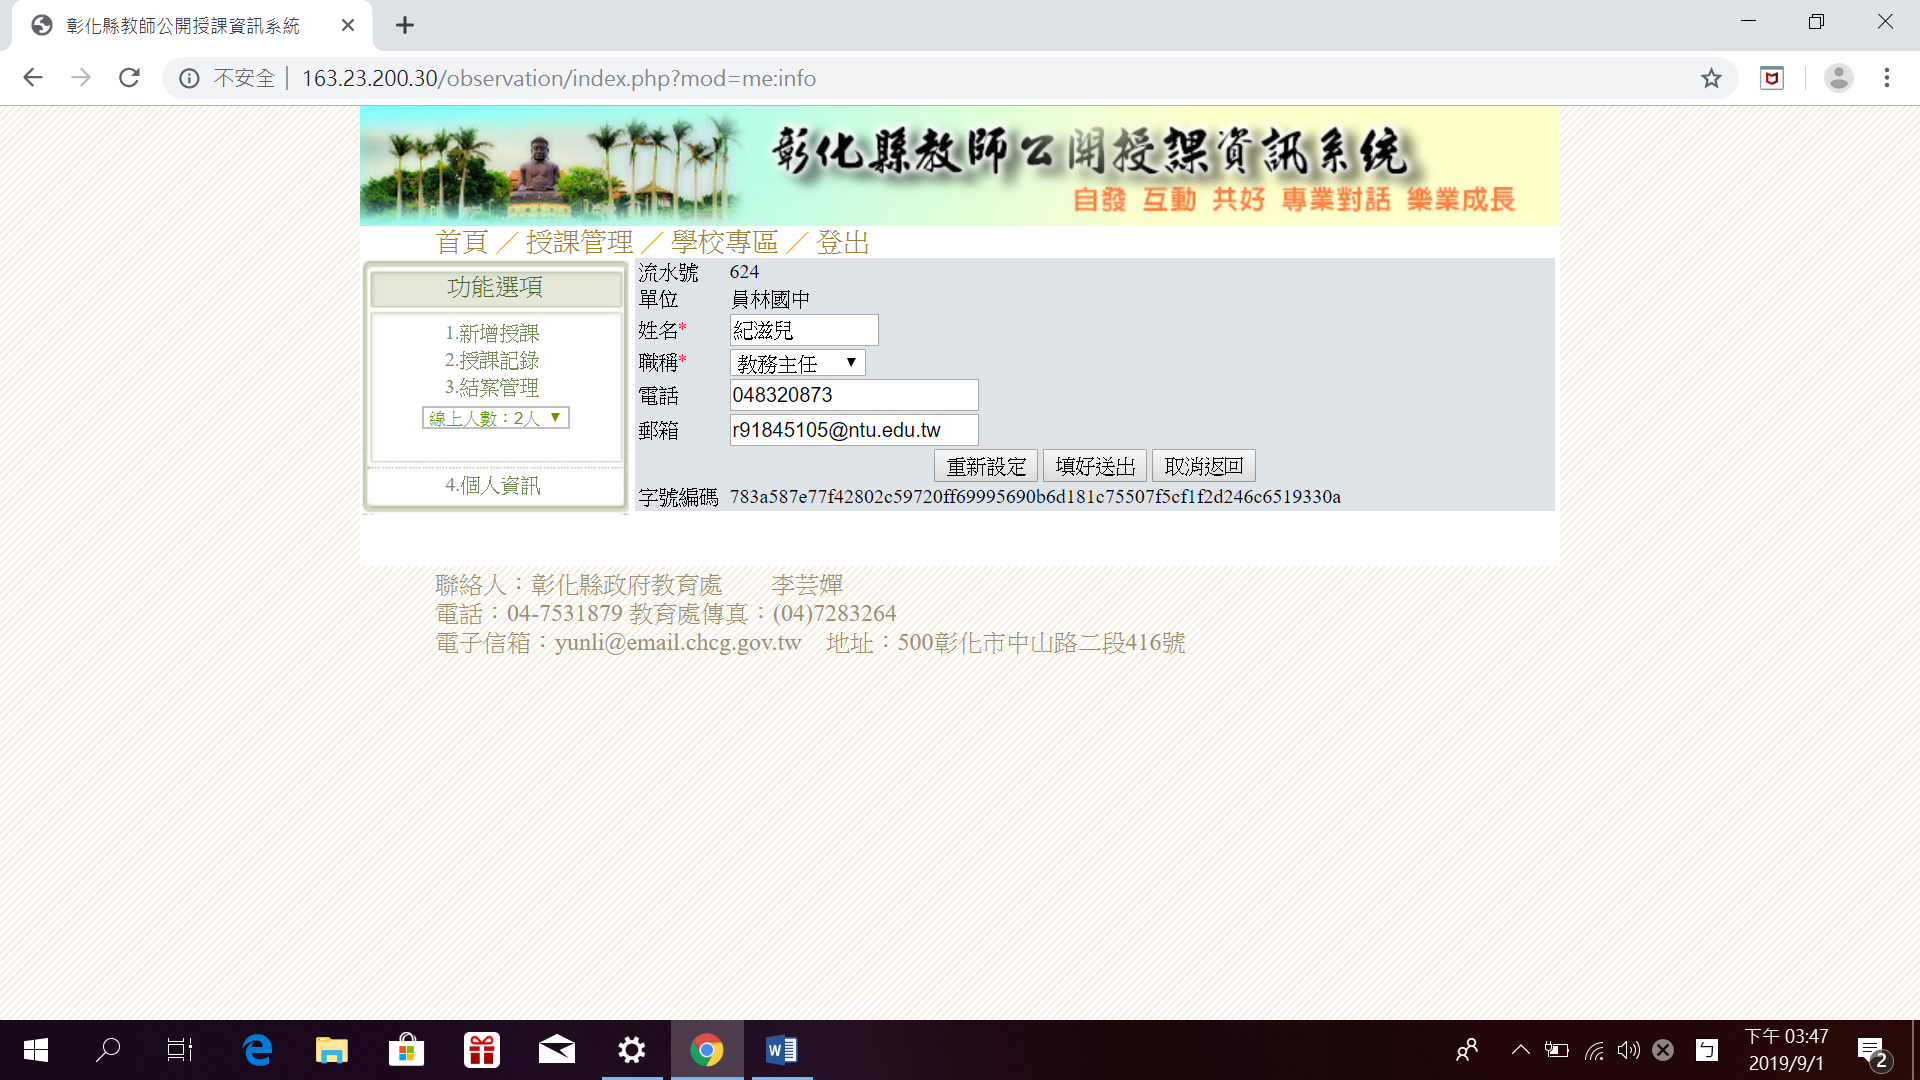 彰化縣教師公開授課資訊系統
不安全 163.23.200.30/observation/index.php?mod=me:info
彰化縣教師公開授課資訊系統
自發 互動 共好 專業對話 樂業成長
首頁 ／ 授課管理 ／ 學校專區 ／ 登出
功能選項
1.新增授課
2.授課記錄
3.結案管理
線上人數：2人
4.個人資訊
流水號 624
單位 員林國中
姓名* 紀滋兒
職稱* 教務主任
電話 048320873
郵箱 r91845105@ntu.edu.tw
重新設定 填好送出 取消返回
字號編碼 783a587e77f42802c59720ff69995690b6d181c75507f5cf1f2d246c6519330a
聯絡人：彰化縣政府教育處 李芸嬋
電話：04-7531879 教育處傳真：(04)7283264
電子信箱：yunli@email.chcg.gov.tw 地址：500彰化市中山路二段416號
ㄅ
下午 03:47
2019/9/1
2